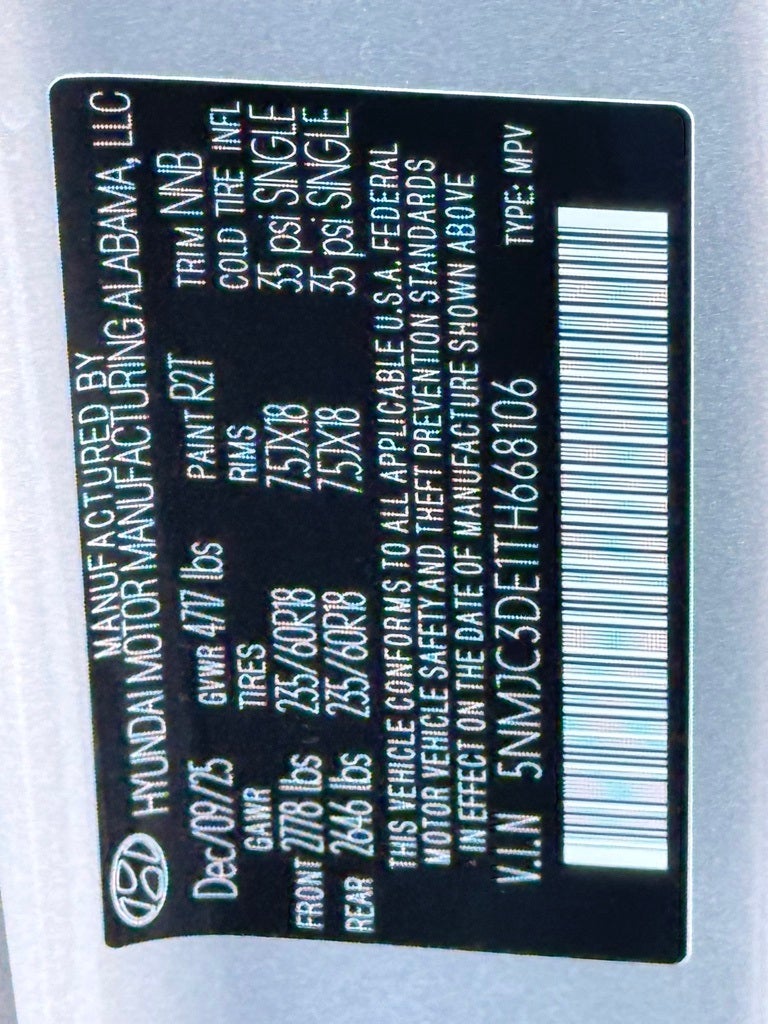 MANUFACTURED BY
HYUNDAI MOTOR MANUFACTURING ALABAMA, LLC
Dec/09/25 GVWR 4717 lbs PAINT R2T TRIM NNB
GAWR TIRES RIMS COLD TIRE INFL
FRONT 2778 lbs 235/60R18 7.5JX18 35 psi SINGLE
REAR 2646 lbs 235/60R18 7.5JX18 35 psi SINGLE
THIS VEHICLE CONFORMS TO ALL APPLICABLE U.S.A. FEDERAL
MOTOR VEHICLE SAFETY AND THEFT PREVENTION STANDARDS
IN EFFECT ON THE DATE OF MANUFACTURE SHOWN ABOVE
V.I.N 5NMJC3DE1TH668106 TYPE: MPV